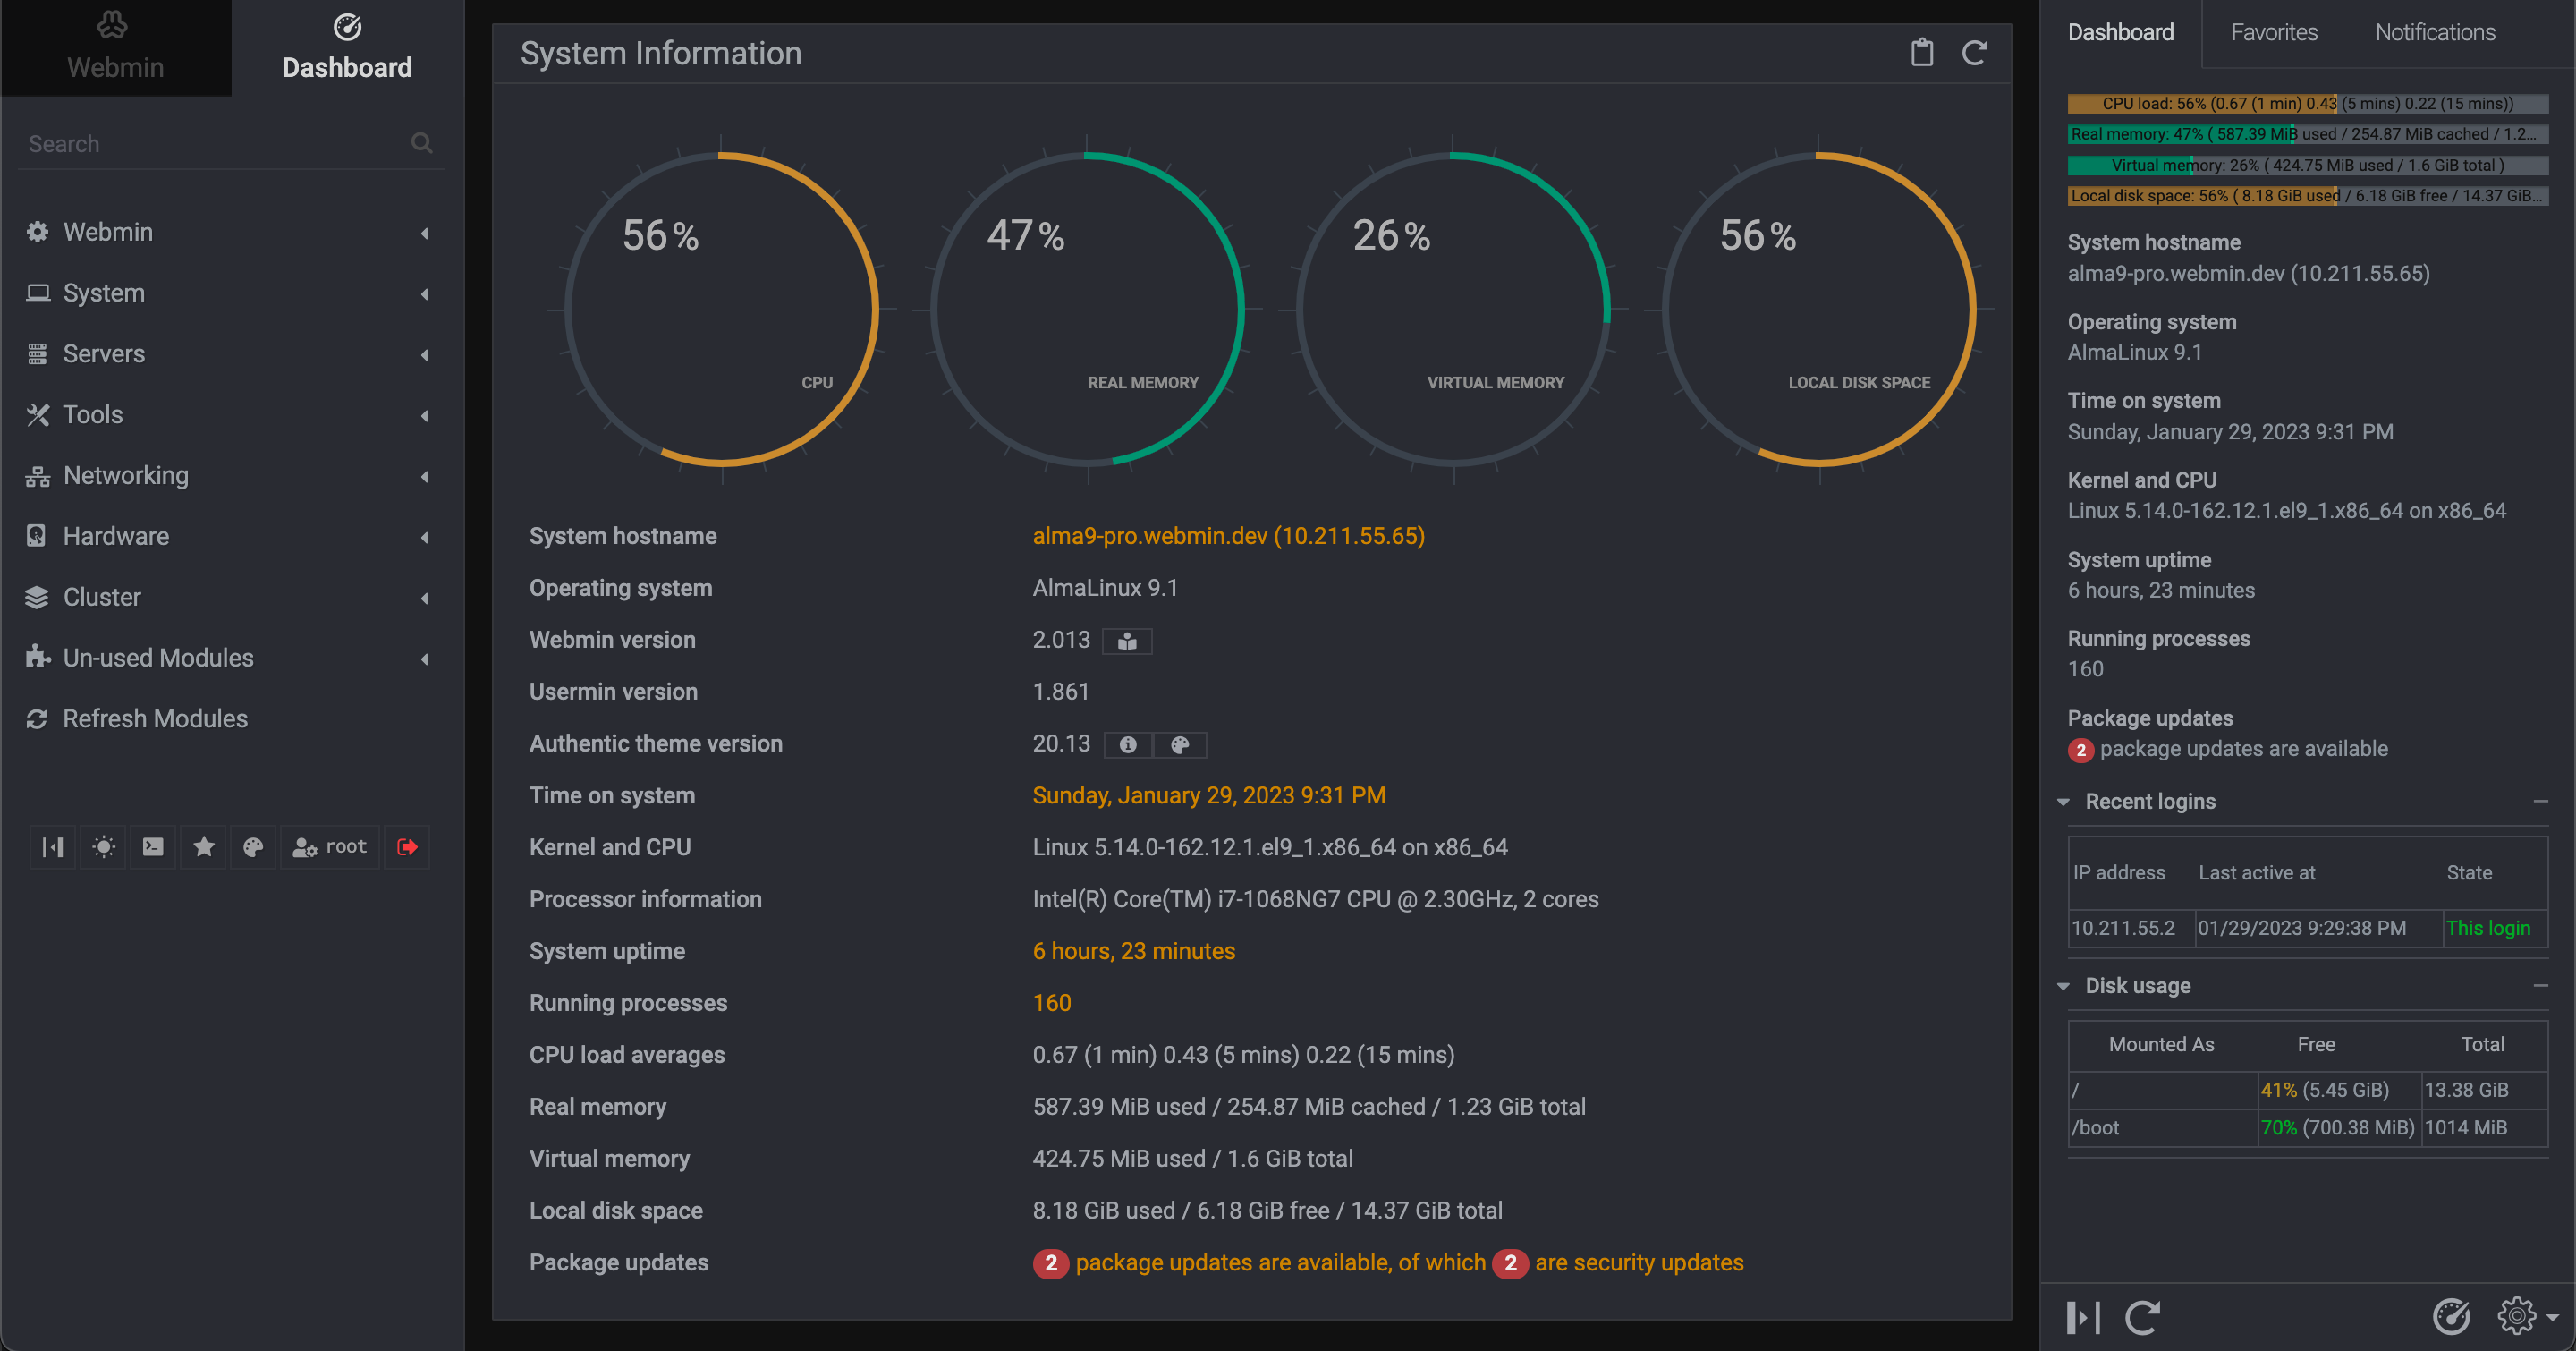 Webmin
Dashboard
Search
Webmin
System
Servers
Tools
Networking
Hardware
Cluster
Un-used Modules
Refresh Modules
root
System Information
56%
CPU
47%
REAL MEMORY
26%
VIRTUAL MEMORY
56%
LOCAL DISK SPACE
System hostname alma9-pro.webmin.dev (10.211.55.65)
Operating system AlmaLinux 9.1
Webmin version 2.013
Usermin version 1.861
Authentic theme version 20.13
Time on system Sunday, January 29, 2023 9:31 PM
Kernel and CPU Linux 5.14.0-162.12.1.el9_1.x86_64 on x86_64
Processor information Intel(R) Core(TM) i7-1068NG7 CPU @ 2.30GHz, 2 cores
System uptime 6 hours, 23 minutes
Running processes 160
CPU load averages 0.67 (1 min) 0.43 (5 mins) 0.22 (15 mins)
Real memory 587.39 MiB used / 254.87 MiB cached / 1.23 GiB total
Virtual memory 424.75 MiB used / 1.6 GiB total
Local disk space 8.18 GiB used / 6.18 GiB free / 14.37 GiB total
Package updates 2 package updates are available, of which 2 are security updates
Dashboard Favorites Notifications
CPU load: 56% (0.67 (1 min) 0.43 (5 mins) 0.22 (15 mins))
Real memory: 47% ( 587.39 MiB used / 254.87 MiB cached / 1.2...
Virtual memory: 26% ( 424.75 MiB used / 1.6 GiB total )
Local disk space: 56% ( 8.18 GiB used / 6.18 GiB free / 14.37 GiB...
System hostname
alma9-pro.webmin.dev (10.211.55.65)
Operating system
AlmaLinux 9.1
Time on system
Sunday, January 29, 2023 9:31 PM
Kernel and CPU
Linux 5.14.0-162.12.1.el9_1.x86_64 on x86_64
System uptime
6 hours, 23 minutes
Running processes
160
Package updates
2 package updates are available
Recent logins
IP address Last active at State
10.211.55.2 01/29/2023 9:29:38 PM This login
Disk usage
Mounted As Free Total
/ 41% (5.45 GiB) 13.38 GiB
/boot 70% (700.38 MiB) 1014 MiB